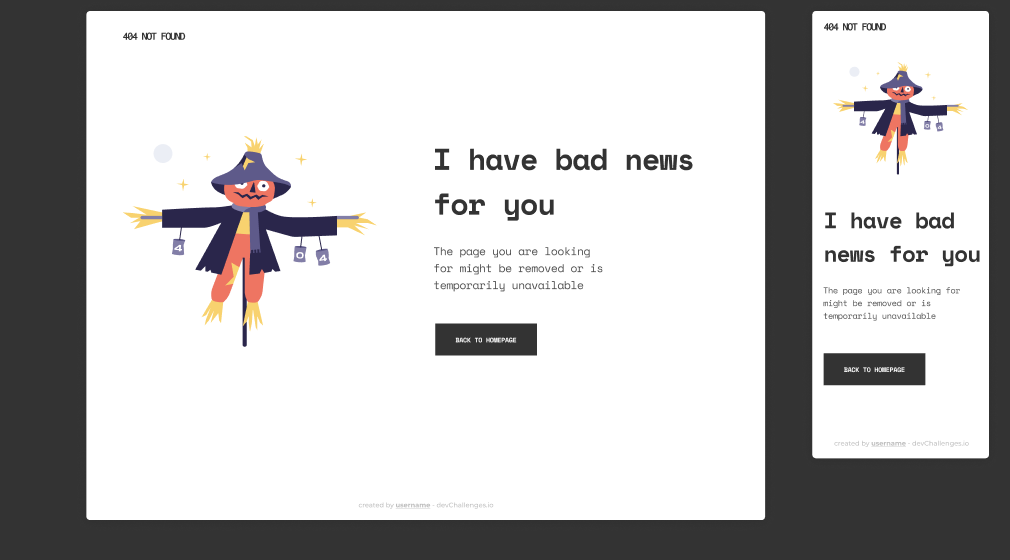 404 NOT FOUND
4
0
4
I have bad news
for you
The page you are looking
for might be removed or is
temporarily unavailable
BACK TO HOMEPAGE
created by username - devChallenges.io
404 NOT FOUND
4
0
4
I have bad
news for you
The page you are looking for
might be removed or is
temporarily unavailable
BACK TO HOMEPAGE
created by username - devChallenges.io